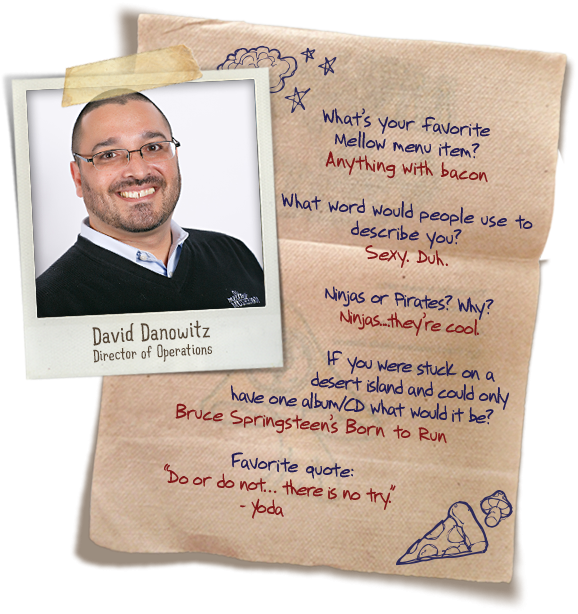 What's your favorite
Mellow menu item?
Anything with bacon
What word would people use to
describe you?
Sexy. Duh.
Ninjas or Pirates? Why?
Ninjas...they're cool.
If you were stuck on a
desert island and could only
have one album/CD what would it be?
Bruce Springsteen's Born to Run
Favorite quote:
"Do or do not... there is no try."
- Yoda
David Danowitz
Director of Operations